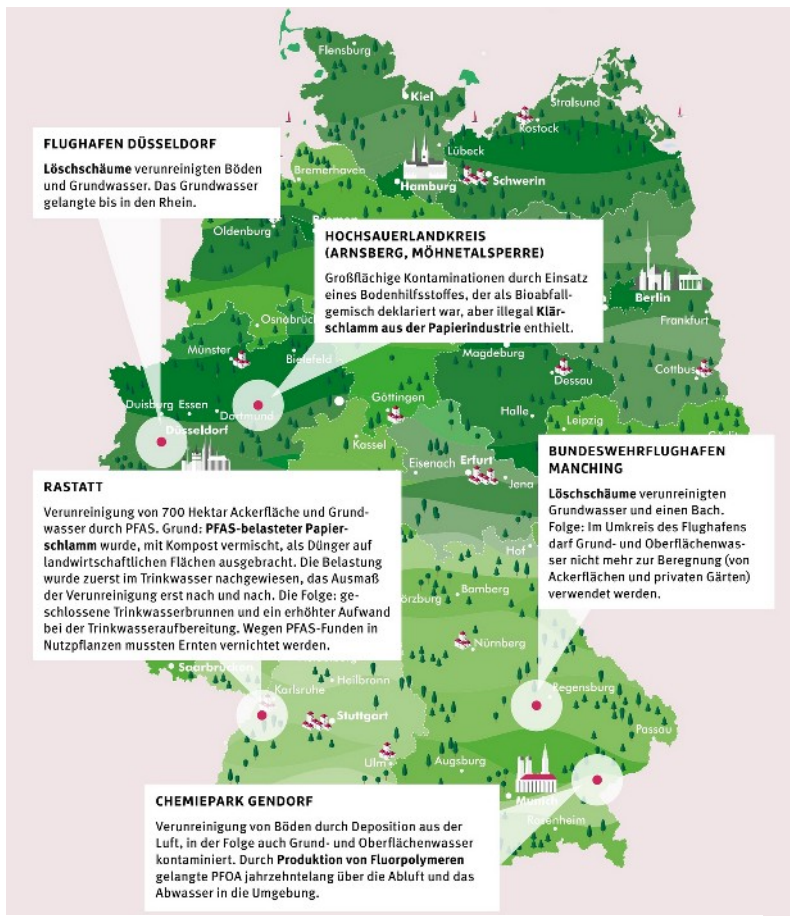 Flensburg
Kiel
Stralsund
Rostock
Lübeck
Hamburg
Schwerin
Bremerhaven
FLUGHAFEN DÜSSELDORF
Löschschäume verunreinigten Böden
und Grundwasser. Das Grundwasser
gelangte bis in den Rhein.
Bremen
Oldenburg
HOCHSAUERLANDKREIS
(ARNSBERG, MÖHNETALSPERRE)
Großflächige Kontaminationen durch Einsatz
eines Bodenhilfsstoffes, der als Bioabfall-
gemisch deklariert war, aber illegal Klär-
schlamm aus der Papierindustrie enthielt.
Berlin
Frankfurt
Osnabrück
Münster
Bielefeld
Magdeburg
Dessau
Cottbus
Göttingen
Halle
Leipzig
Duisburg Essen
Dortmund
Düsseldorf
Kassel
Eisenach
Erfurt
Jena
BUNDESWEHRFLUGHAFEN
MANCHING
Löschschäume verunreinigten
Grundwasser und einen Bach.
Folge: Im Umkreis des Flughafens
darf Grund- und Oberflächenwas-
ser nicht mehr zur Beregnung (von
Ackerflächen und privaten Gärten)
verwendet werden.
RASTATT
Verunreinigung von 700 Hektar Ackerfläche und Grund-
wasser durch PFAS. Grund: PFAS-belasteter Papier-
schlamm wurde, mit Kompost vermischt, als Dünger auf
landwirtschaftlichen Flächen ausgebracht. Die Belastung
wurde zuerst im Trinkwasser nachgewiesen, das Ausmaß
der Verunreinigung erst nach und nach. Die Folge: ge-
schlossene Trinkwasserbrunnen und ein erhöhter Aufwand
bei der Trinkwasseraufbereitung. Wegen PFAS-Funden in
Nutzpflanzen mussten Ernten vernichtet werden.
Hof
Bamberg
Nürnberg
Saarbrücken
Heilbronn
Karlsruhe
Stuttgart
Regensburg
Passau
Ulm
Augsburg
Munich
Rosenheim
CHEMIEPARK GENDORF
Verunreinigung von Böden durch Deposition aus der
Luft, in der Folge auch Grund- und Oberflächenwasser
kontaminiert. Durch Produktion von Fluorpolymeren
gelangte PFOA jahrzehntelang über die Abluft und das
Abwasser in die Umgebung.